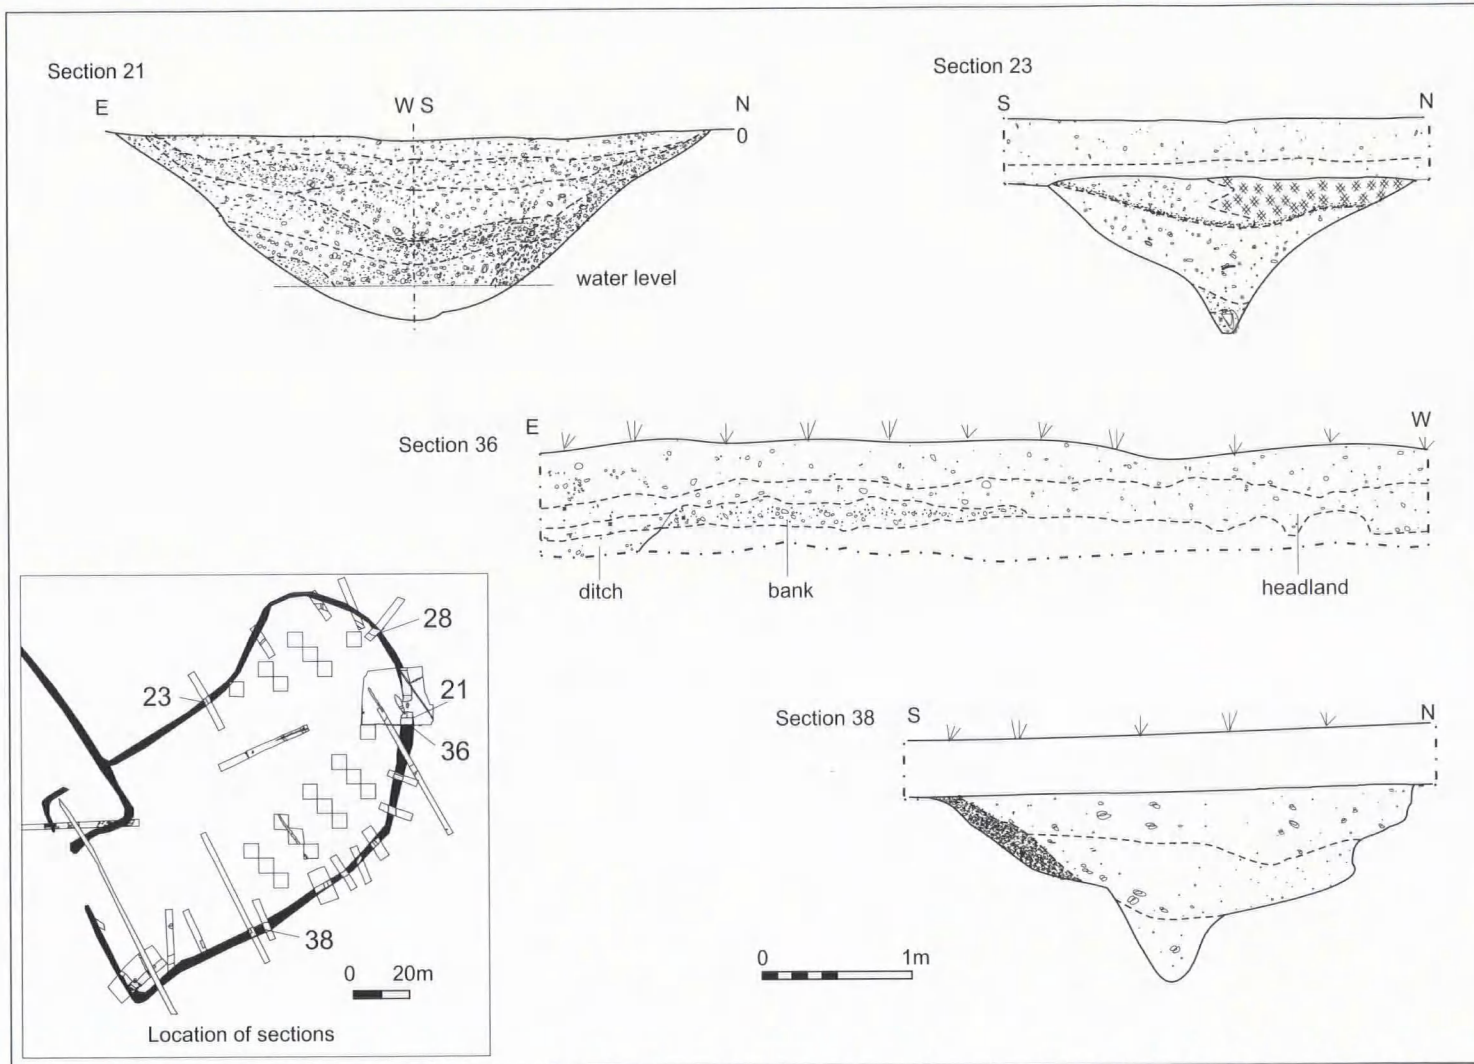 Section 21
E
W S
N
0
water level
Section 23
S
N
Section 36
E
W
ditch
bank
headland
28
23
21
36
38
0 20m
Location of sections
Section 38
S
N
0 1m